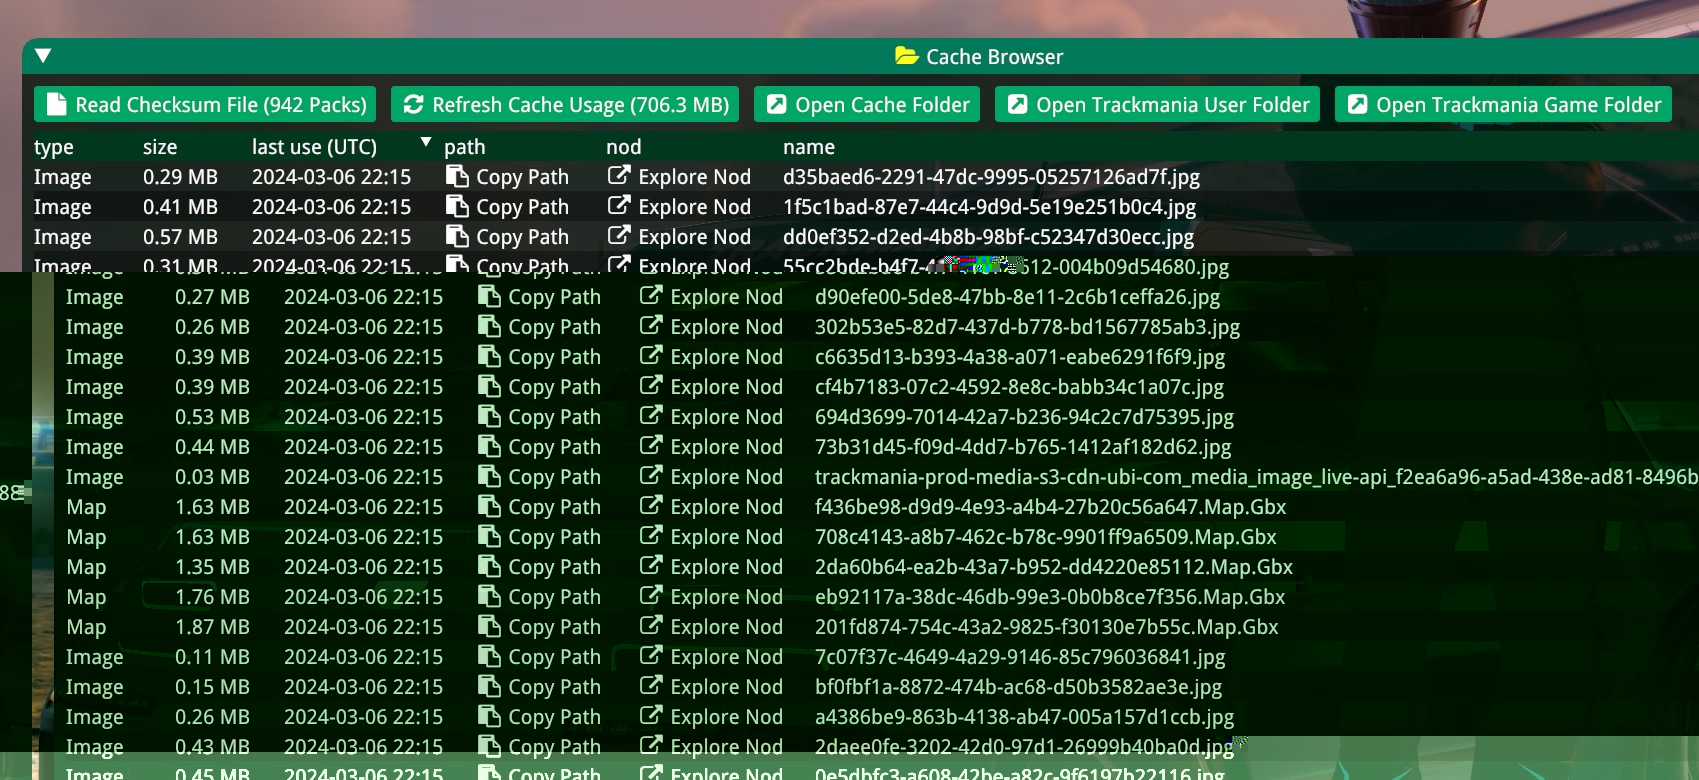 Cache Browser
Read Checksum File (942 Packs) Refresh Cache Usage (706.3 MB) Open Cache Folder Open Trackmania User Folder Open Trackmania Game Folder
type size last use (UTC) path nod name
Image 0.29 MB 2024-03-06 22:15 Copy Path Explore Nod d35baed6-2291-47dc-9995-05257126ad7f.jpg
Image 0.41 MB 2024-03-06 22:15 Copy Path Explore Nod 1f5c1bad-87e7-44c4-9d9d-5e19e251b0c4.jpg
Image 0.57 MB 2024-03-06 22:15 Copy Path Explore Nod dd0ef352-d2ed-4b8b-98bf-c52347d30ecc.jpg
Image 0.31 MB 2024-03-06 22:15 Copy Path Explore Nod
Image 0.27 MB 2024-03-06 22:15 Copy Path Explore Nod d90efe00-5de8-47bb-8e11-2c6b1ceffa26.jpg
Image 0.26 MB 2024-03-06 22:15 Copy Path Explore Nod 302b53e5-82d7-437d-b778-bd1567785ab3.jpg
Image 0.39 MB 2024-03-06 22:15 Copy Path Explore Nod c6635d13-b393-4a38-a071-eabe6291f6f9.jpg
Image 0.39 MB 2024-03-06 22:15 Copy Path Explore Nod cf4b7183-07c2-4592-8e8c-babb34c1a07c.jpg
Image 0.53 MB 2024-03-06 22:15 Copy Path Explore Nod 694d3699-7014-42a7-b236-94c2c7d75395.jpg
Image 0.44 MB 2024-03-06 22:15 Copy Path Explore Nod 73b31d45-f09d-4dd7-b765-1412af182d62.jpg
Image 0.03 MB 2024-03-06 22:15 Copy Path Explore Nod trackmania-prod-media-s3-cdn-ubi-com_media_image_live-api_f2ea6a96-a5ad-438e-ad81-8496b
Map 1.63 MB 2024-03-06 22:15 Copy Path Explore Nod f436be98-d9d9-4e93-a4b4-27b20c56a647.Map.Gbx
Map 1.63 MB 2024-03-06 22:15 Copy Path Explore Nod 708c4143-a8b7-462c-b78c-9901ff9a6509.Map.Gbx
Map 1.35 MB 2024-03-06 22:15 Copy Path Explore Nod 2da60b64-ea2b-43a7-b952-dd4220e85112.Map.Gbx
Map 1.76 MB 2024-03-06 22:15 Copy Path Explore Nod eb92117a-38dc-46db-99e3-0b0b8ce7f356.Map.Gbx
Map 1.87 MB 2024-03-06 22:15 Copy Path Explore Nod 201fd874-754c-43a2-9825-f30130e7b55c.Map.Gbx
Image 0.11 MB 2024-03-06 22:15 Copy Path Explore Nod 7c07f37c-4649-4a29-9146-85c796036841.jpg
Image 0.15 MB 2024-03-06 22:15 Copy Path Explore Nod bf0fbf1a-8872-474b-ac68-d50b3582ae3e.jpg
Image 0.26 MB 2024-03-06 22:15 Copy Path Explore Nod a4386be9-863b-4138-ab47-005a157d1ccb.jpg
Image 0.43 MB 2024-03-06 22:15 Copy Path Explore Nod 2daee0fe-3202-42d0-97d1-26999b40ba0d.jpg
Image 0.45 MB 2024-03-06 22:15 Copy Path Explore Nod 0e5dbfc3-a608-42be-a82c-9f6197b22116.jpg